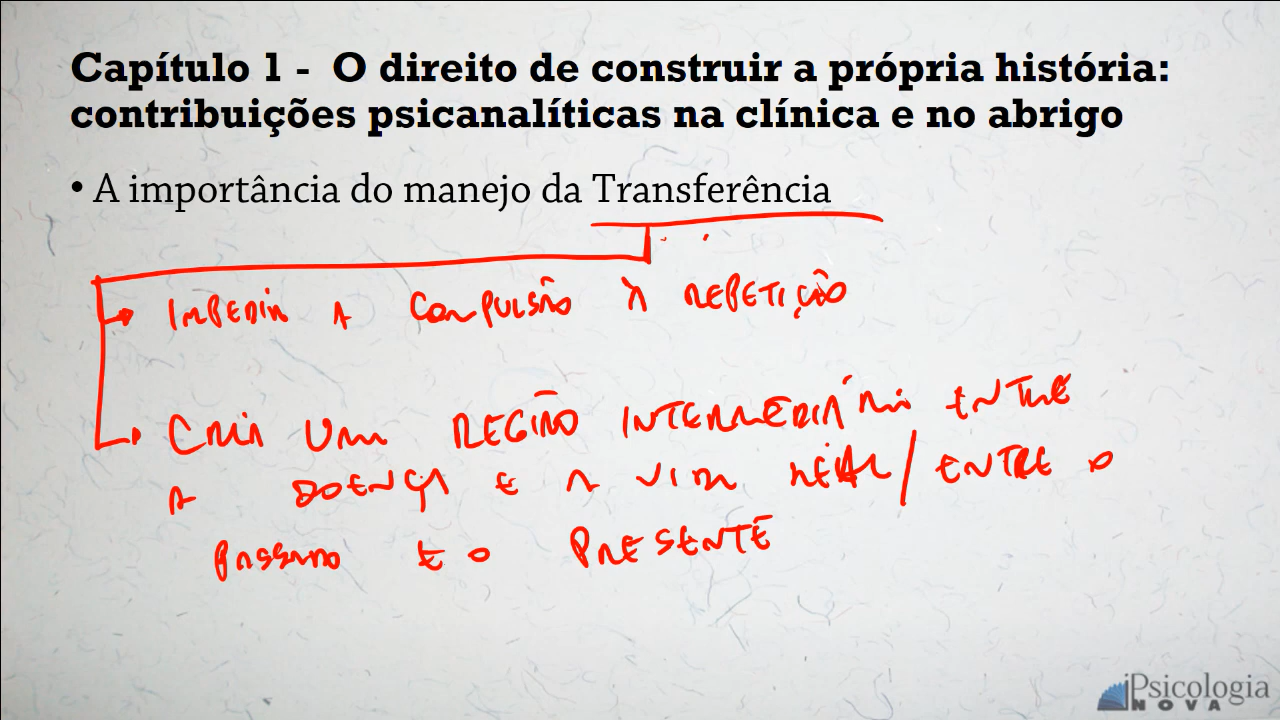 Capítulo 1 - O direito de construir a própria história:
contribuições psicanalíticas na clínica e no abrigo
• A importância do manejo da Transferência
IMPEDIR A COMPULSÃO À REPETIÇÃO
CRIA UMA REGIÃO INTERMEDIÁRIA ENTRE
A DOENÇA E A VIDA REAL/ENTRE O
PASSADO E O PRESENTE
Psicologia
NOVA